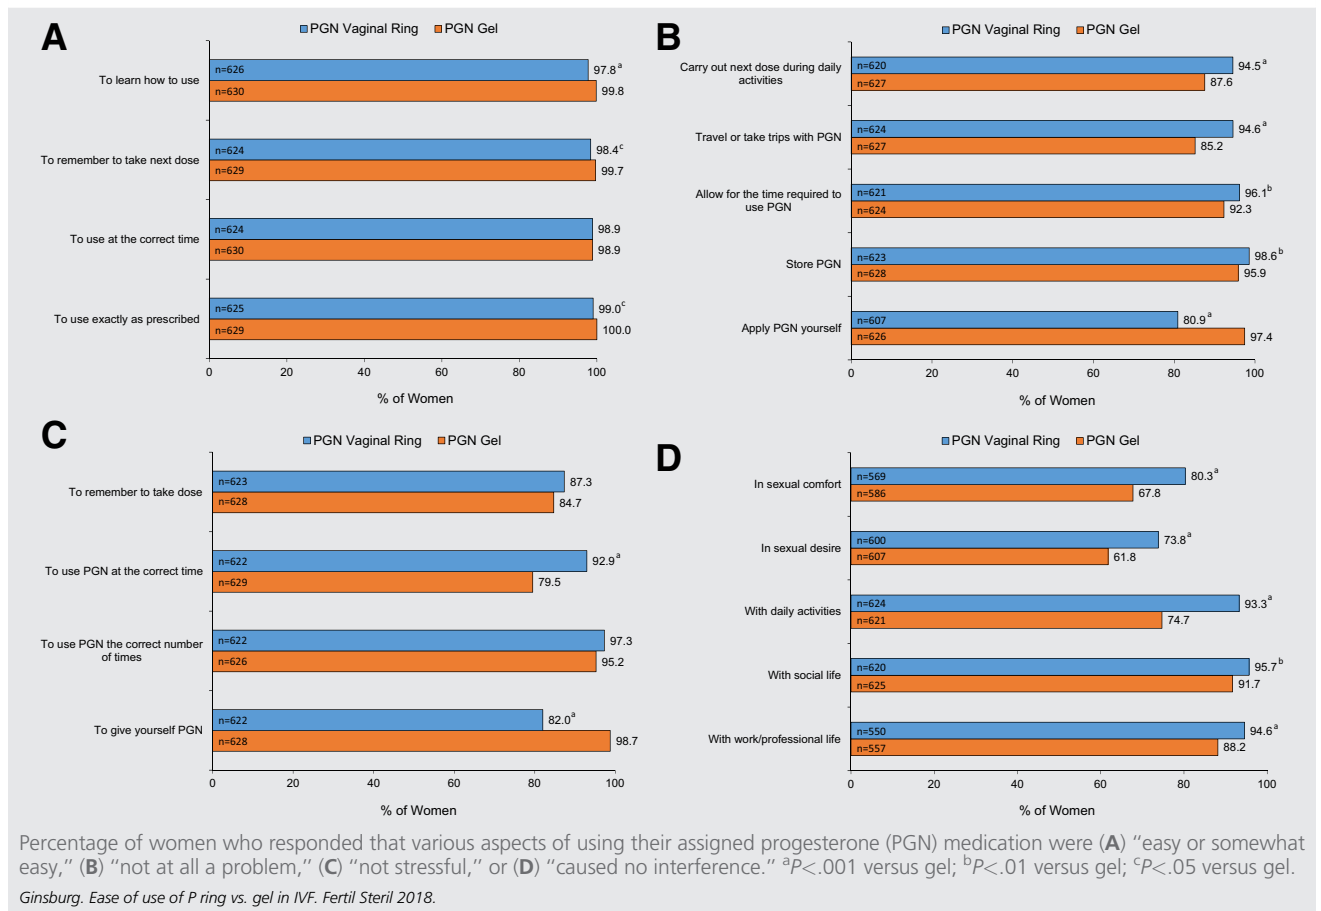 A
PGN Vaginal Ring PGN Gel
To learn how to use
n=626
97.8a
n=630
99.8
To remember to take next dose
n=624
98.4c
n=629
99.7
To use at the correct time
n=624
98.9
n=630
98.9
To use exactly as prescribed
n=625
99.0c
n=629
100.0
0 20 40 60 80 100
% of Women
B
PGN Vaginal Ring PGN Gel
Carry out next dose during daily
activities
n=620
94.5a
n=627
87.6
Travel or take trips with PGN
n=624
94.6a
n=627
85.2
Allow for the time required to
use PGN
n=621
96.1b
n=624
92.3
Store PGN
n=623
98.6b
n=628
95.9
Apply PGN yourself
n=607
80.9a
n=626
97.4
0 20 40 60 80 100
% of Women
C
PGN Vaginal Ring PGN Gel
To remember to take dose
n=623
87.3
n=628
84.7
To use PGN at the correct time
n=622
92.9a
n=629
79.5
To use PGN the correct number
of times
n=622
97.3
n=626
95.2
To give yourself PGN
n=622
82.0a
n=628
98.7
0 20 40 60 80 100
% of Women
D
PGN Vaginal Ring PGN Gel
In sexual comfort
n=569
80.3a
n=586
67.8
In sexual desire
n=600
73.8a
n=607
61.8
With daily activities
n=624
93.3a
n=621
74.7
With social life
n=620
95.7b
n=625
91.7
With work/professional life
n=550
94.6a
n=557
88.2
0 20 40 60 80 100
% of Women
Percentage of women who responded that various aspects of using their assigned progesterone (PGN) medication were (A) “easy or somewhat
easy,” (B) “not at all a problem,” (C) “not stressful,” or (D) “caused no interference.” aP<.001 versus gel; bP<.01 versus gel; cP<.05 versus gel.
Ginsburg. Ease of use of P ring vs. gel in IVF. Fertil Steril 2018.